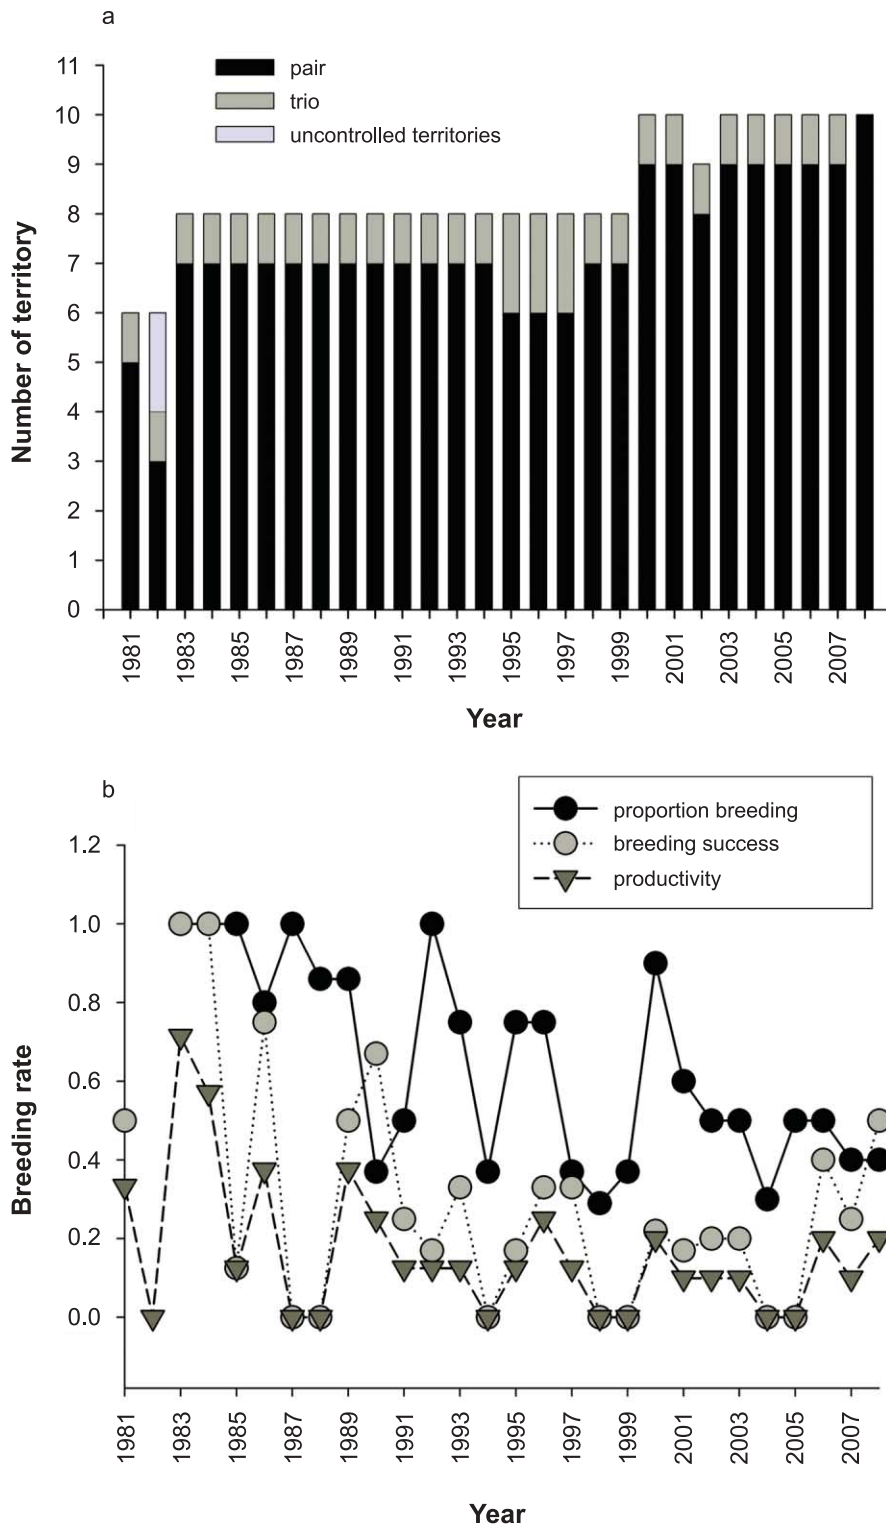 a
11
10
9
8
7
6
5
4
3
2
1
0
Number of territory
pair
trio
uncontrolled territories
1981 1983 1985 1987 1989 1991 1993 1995 1997 1999 2001 2003 2005 2007
Year
b
proportion breeding
breeding success
productivity
1.2
1.0
0.8
0.6
0.4
0.2
0.0
Breeding rate
1981 1983 1985 1987 1989 1991 1993 1995 1997 1999 2001 2003 2005 2007
Year